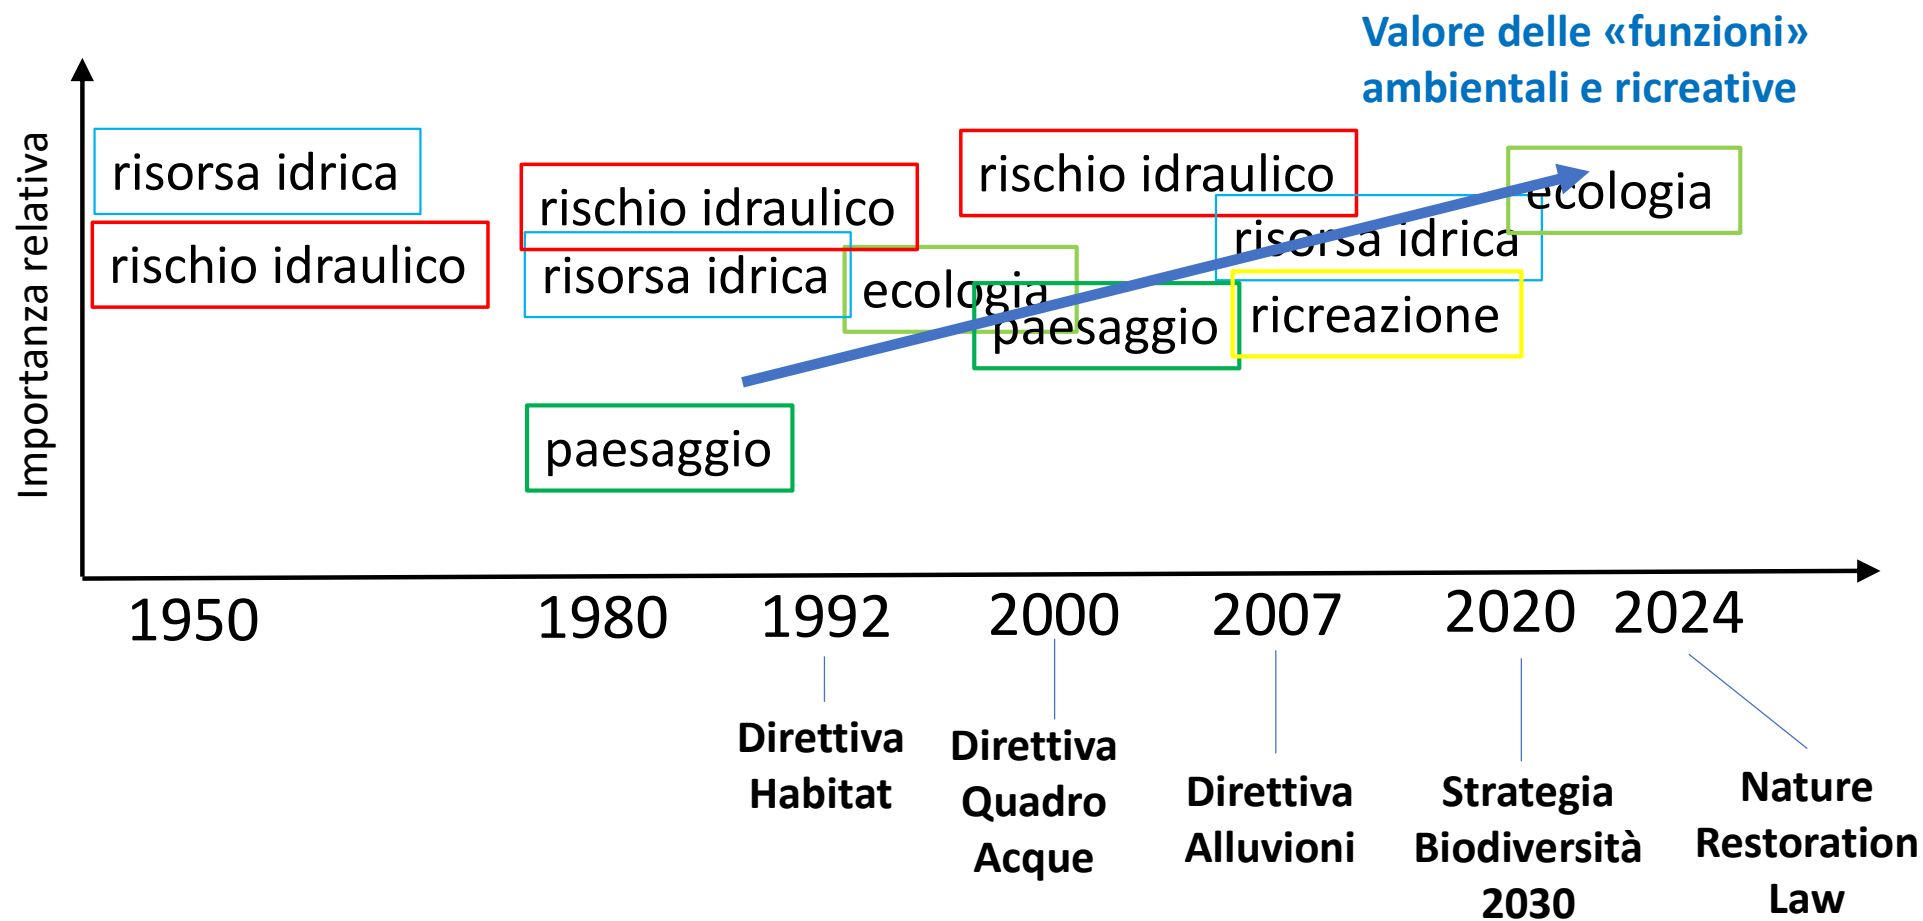 Valore delle «funzioni»
ambientali e ricreative
Importanza relativa
risorsa idrica
rischio idraulico
rischio idraulico
risorsa idrica
ecologia
paesaggio
paesaggio
rischio idraulico
risorsa idrica
ricreazione
ecologia
1950
1980
1992
2000
2007
2020
2024
Direttiva
Habitat
Direttiva
Quadro
Acque
Direttiva
Alluvioni
Strategia
Biodiversità
2030
Nature
Restoration
Law